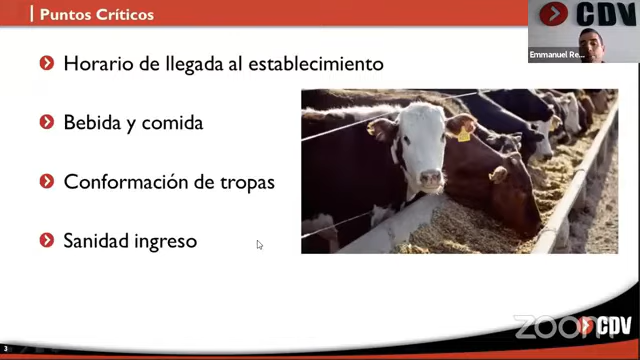 Puntos Críticos
CDV
Emmanuel Re...
Horario de llegada al establecimiento
Bebida y comida
Conformación de tropas
Sanidad ingreso
3
zoom
CDV